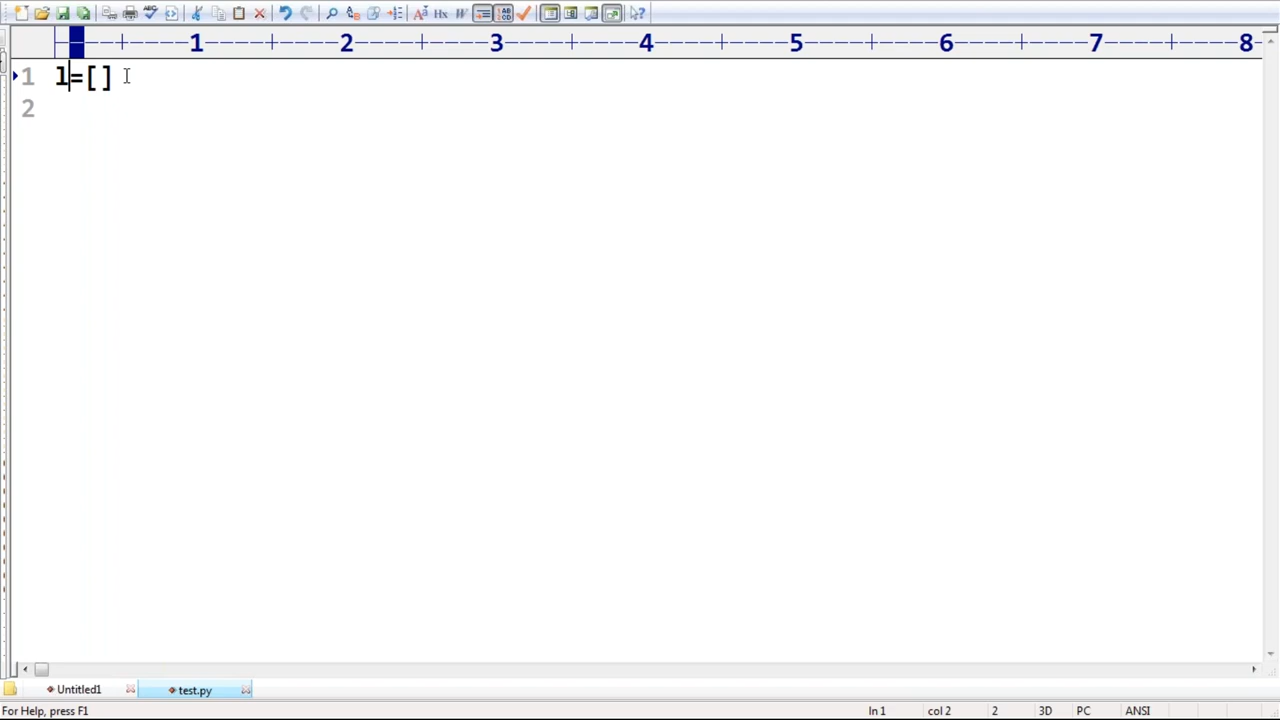 1 2 3 4 5 6 7 8
1 l=[]
2
Untitled1 test.py
For Help, press F1 ln 1 col 2 2 3D PC ANSI